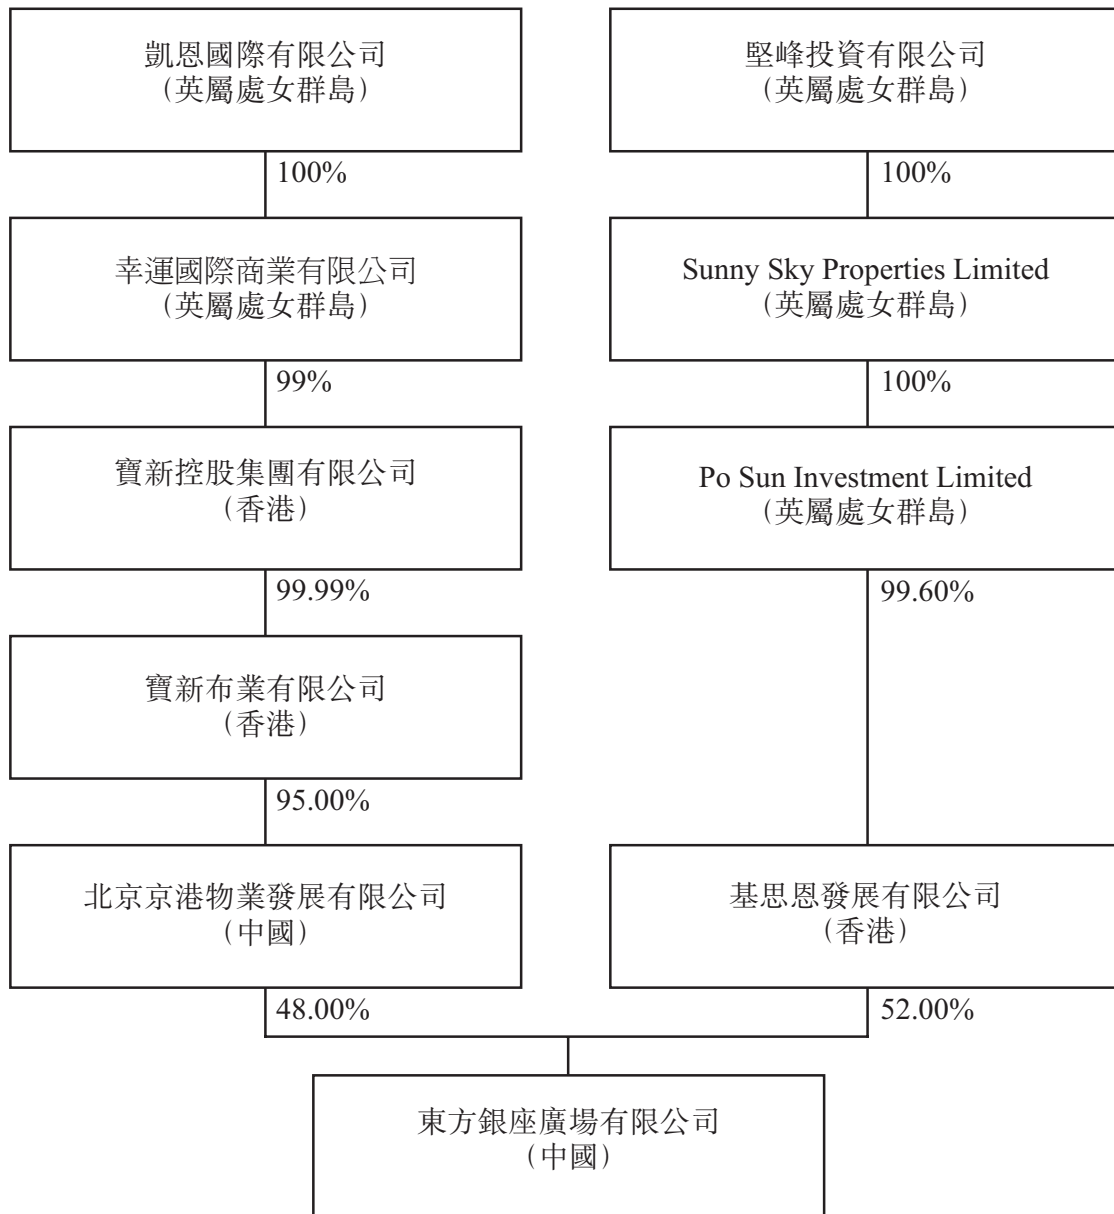 凱恩國際有限公司
(英屬處女群島)
堅峰投資有限公司
(英屬處女群島)
100%
100%
幸運國際商業有限公司
(英屬處女群島)
Sunny Sky Properties Limited
(英屬處女群島)
99%
100%
寶新控股集團有限公司
(香港)
Po Sun Investment Limited
(英屬處女群島)
99.99%
99.60%
寶新布業有限公司
(香港)
95.00%
北京京港物業發展有限公司
(中國)
基思恩發展有限公司
(香港)
48.00%
52.00%
東方銀座廣場有限公司
(中國)